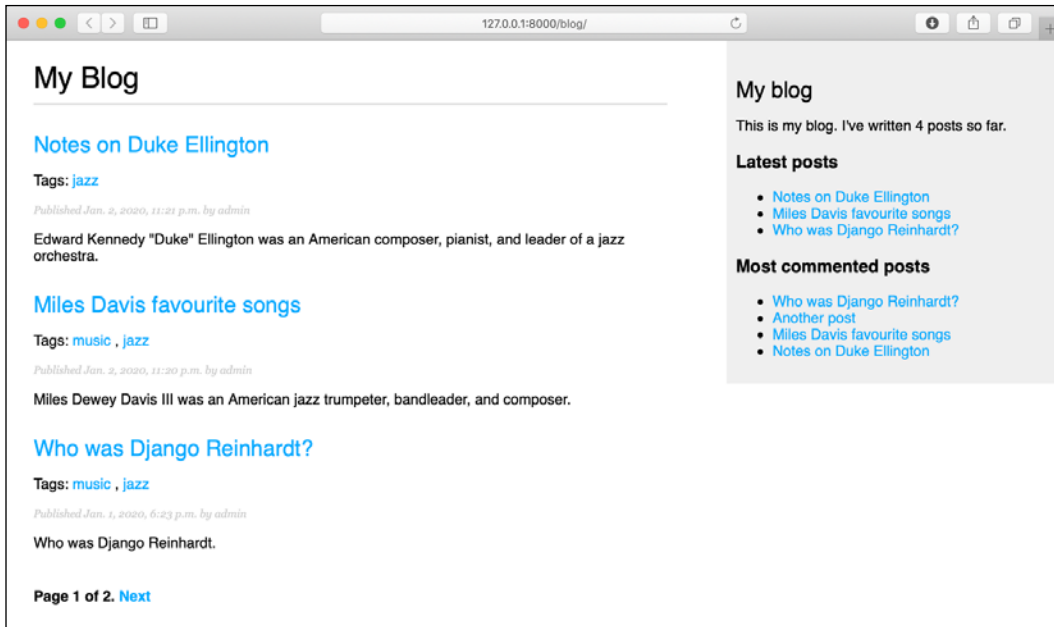 127.0.0.1:8000/blog/
My Blog
Notes on Duke Ellington
Tags: jazz
Published Jan. 2, 2020, 11:21 p.m. by admin
Edward Kennedy "Duke" Ellington was an American composer, pianist, and leader of a jazz
orchestra.
Miles Davis favourite songs
Tags: music , jazz
Published Jan. 2, 2020, 11:20 p.m. by admin
Miles Dewey Davis III was an American jazz trumpeter, bandleader, and composer.
Who was Django Reinhardt?
Tags: music , jazz
Published Jan. 1, 2020, 6:23 p.m. by admin
Who was Django Reinhardt.
Page 1 of 2. Next
My blog
This is my blog. I've written 4 posts so far.
Latest posts
Notes on Duke Ellington
Miles Davis favourite songs
Who was Django Reinhardt?
Most commented posts
Who was Django Reinhardt?
Another post
Miles Davis favourite songs
Notes on Duke Ellington